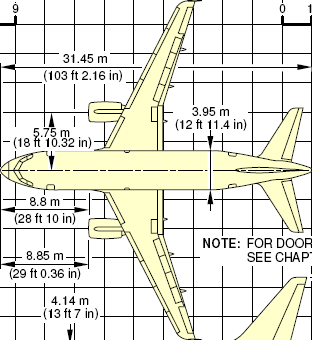 9
0
1
31.45 m
(103 ft 2.16 in)
3.95 m
(12 ft 11.4 in)
5.75 m
(18 ft 10.32 in)
8.8 m
(28 ft 10 in)
NOTE: FOR DOOR
SEE CHAPT
8.85 m
(29 ft 0.36 in)
4.14 m
(13 ft 7 in)